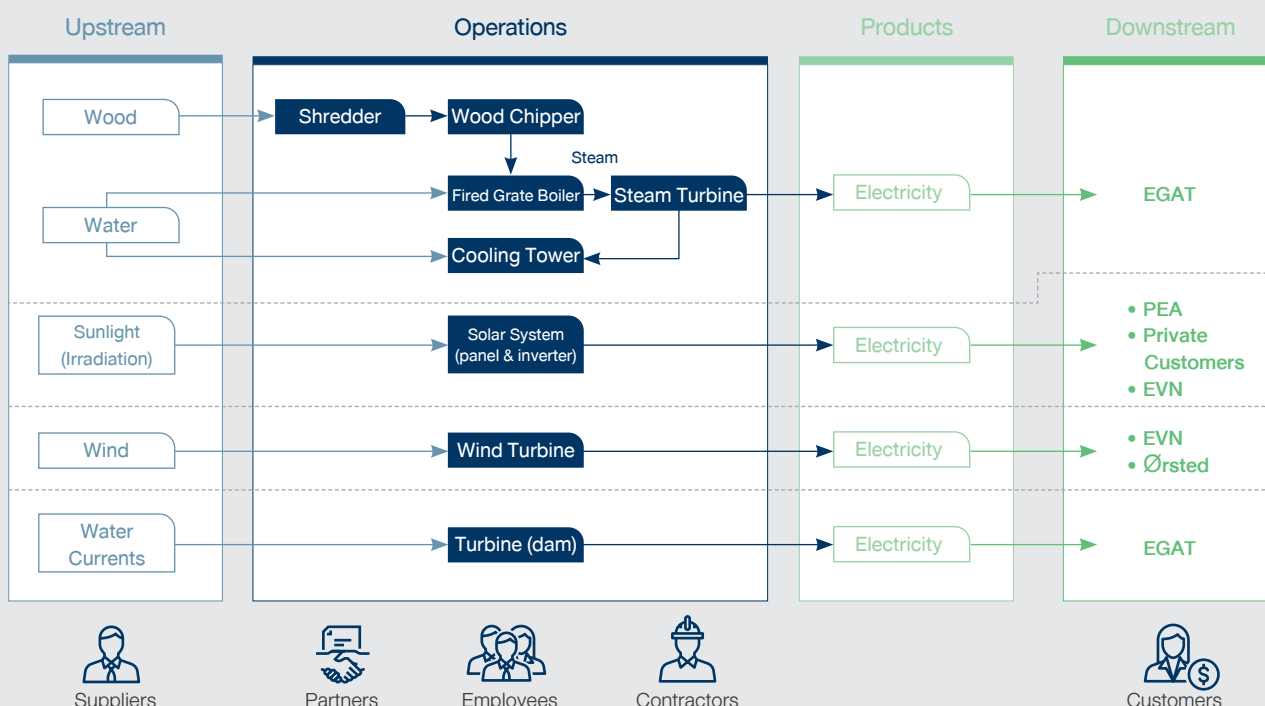 Upstream
Operations
Products
Downstream
Wood
Shredder
Wood Chipper
Steam
Water
Fired Grate Boiler
Steam Turbine
Electricity
EGAT
Cooling Tower
Sunlight
(Irradiation)
Solar System
(panel & inverter)
Electricity
• PEA
• Private
Customers
• EVN
Wind
Wind Turbine
Electricity
• EVN
• Ørsted
Water
Currents
Turbine (dam)
Electricity
EGAT
Suppliers
Partners
Employees
Contractors
$
Customers